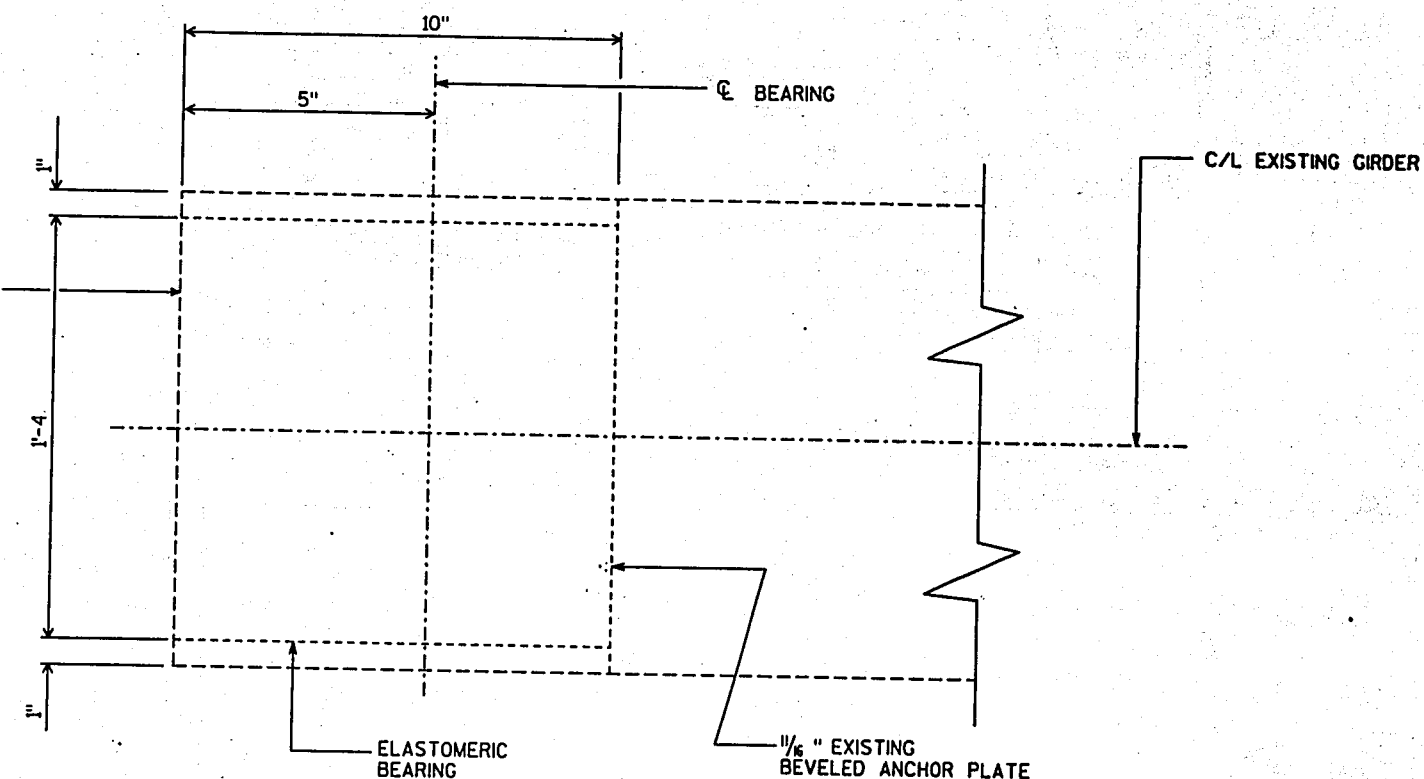 10"
5"
℄ BEARING
1"
C/L EXISTING GIRDER
1'-4
1"
ELASTOMERIC
BEARING
11/16 " EXISTING
BEVELED ANCHOR PLATE